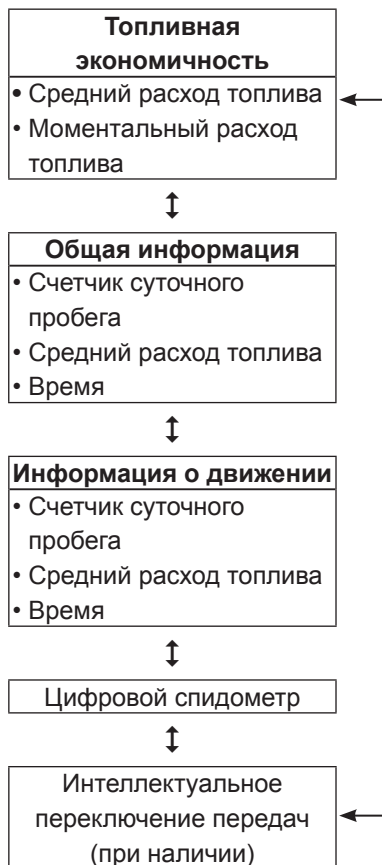 Топливная
экономичность
• Средний расход топлива
• Моментальный расход
топлива
Общая информация
• Счетчик суточного
пробега
• Средний расход топлива
• Время
Информация о движении
• Счетчик суточного
пробега
• Средний расход топлива
• Время
Цифровой спидометр
Интеллектуальное
переключение передач
(при наличии)